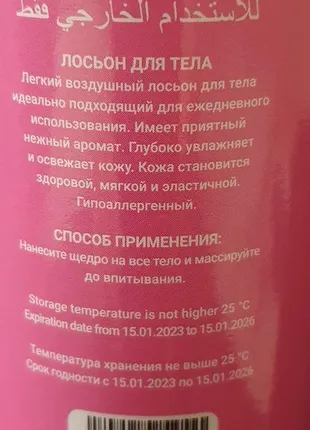 للاستخدام الخارجي فقط
ЛОСЬОН ДЛЯ ТЕЛА
Легкий воздушный лосьон для тела
идеально подходящий для ежедневного
использования. Имеет приятный
нежный аромат. Глубоко увлажняет
и освежает кожу. Кожа становится
здоровой, мягкой и эластичной.
Гипоаллергенный.
СПОСОБ ПРИМЕНЕНИЯ:
Нанесите щедро на все тело и массируйте
до впитывания.
Storage temperature is not higher 25 °C
Expiration date from 15.01.2023 to 15.01.2026
Температура хранения не выше 25 °C
Срок годности с 15.01.2023 по 15.01.2026